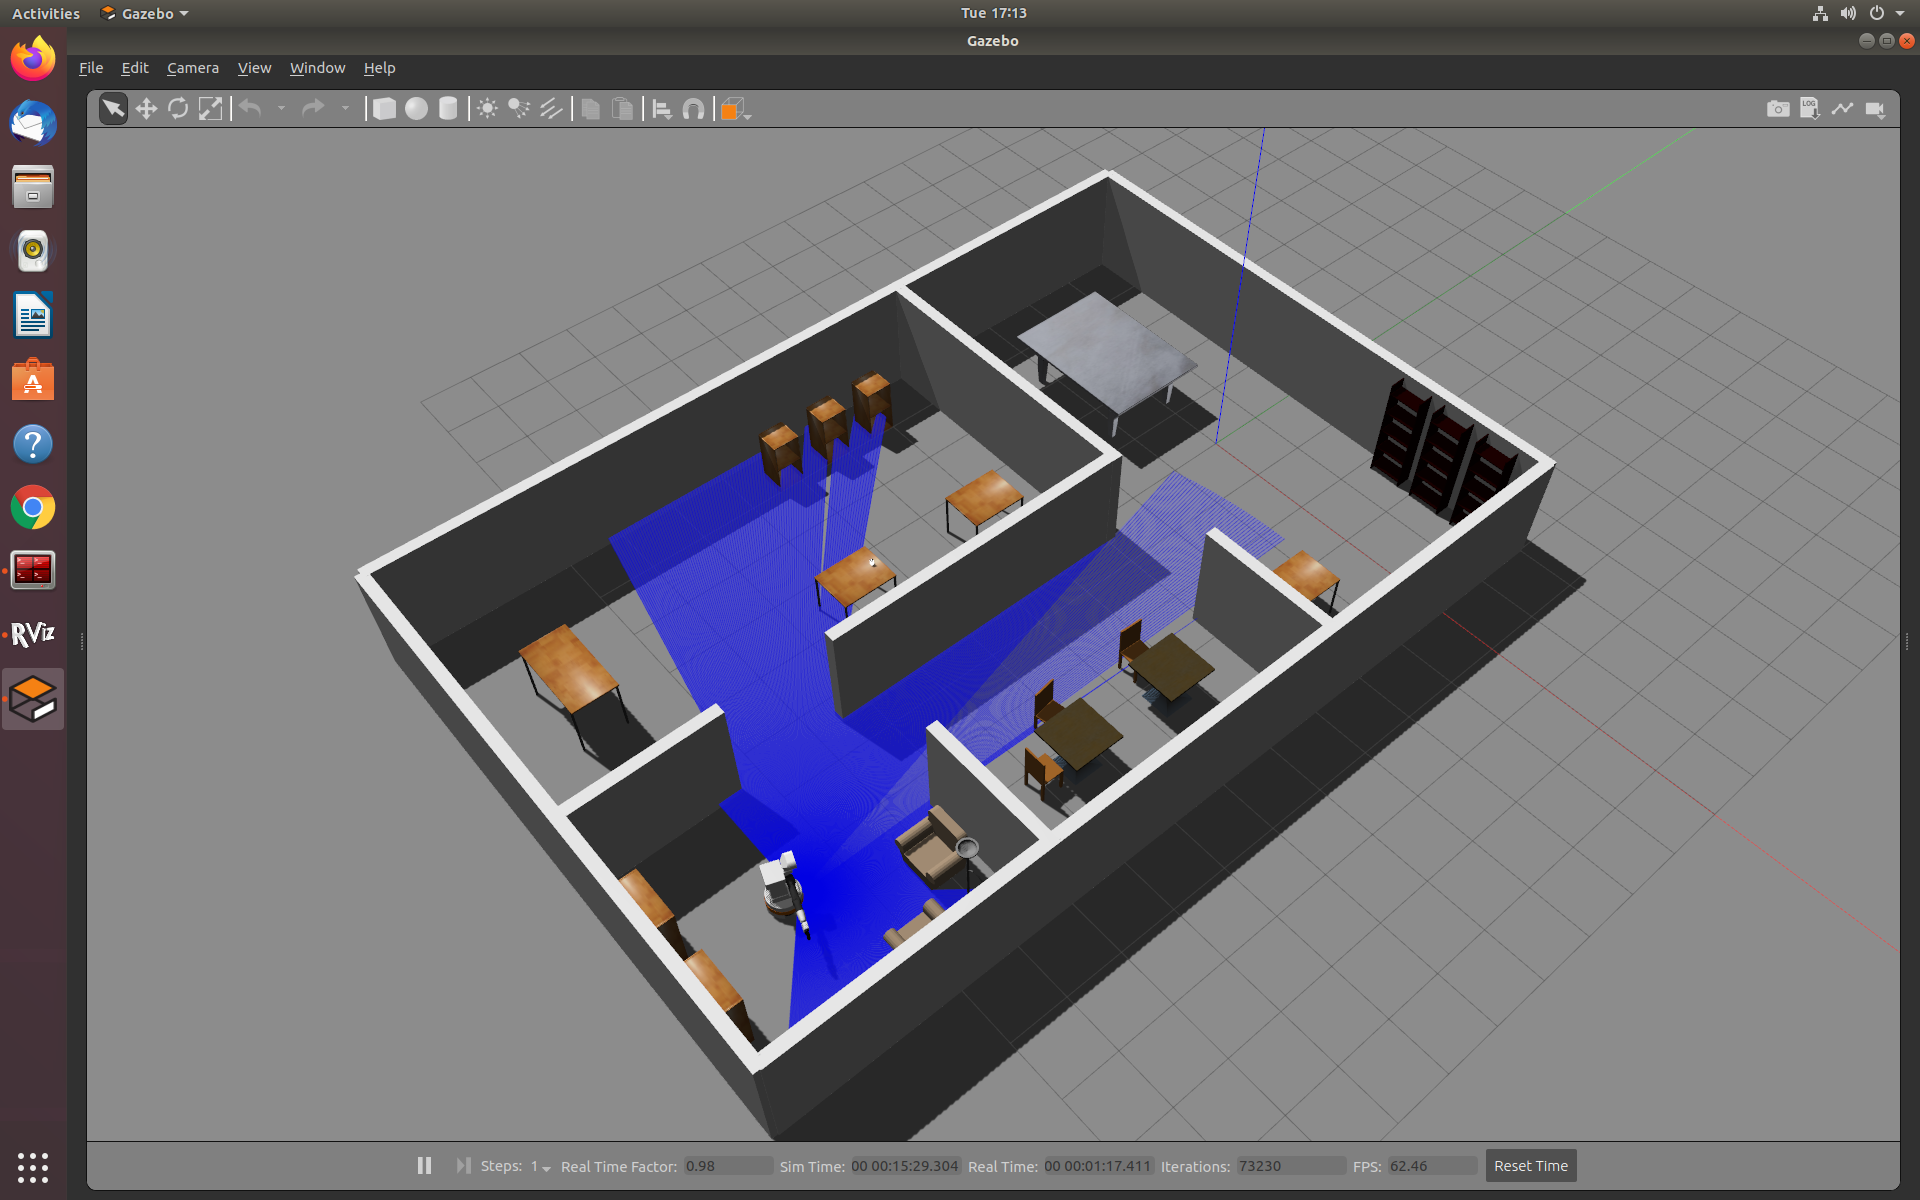 Activities Gazebo Tue 17:13
Gazebo
File Edit Camera View Window Help
LOG
RViz
Steps: 1 Real Time Factor: 0.98 Sim Time: 00 00:15:29.304 Real Time: 00 00:01:17.411 Iterations: 73230 FPS: 62.46 Reset Time